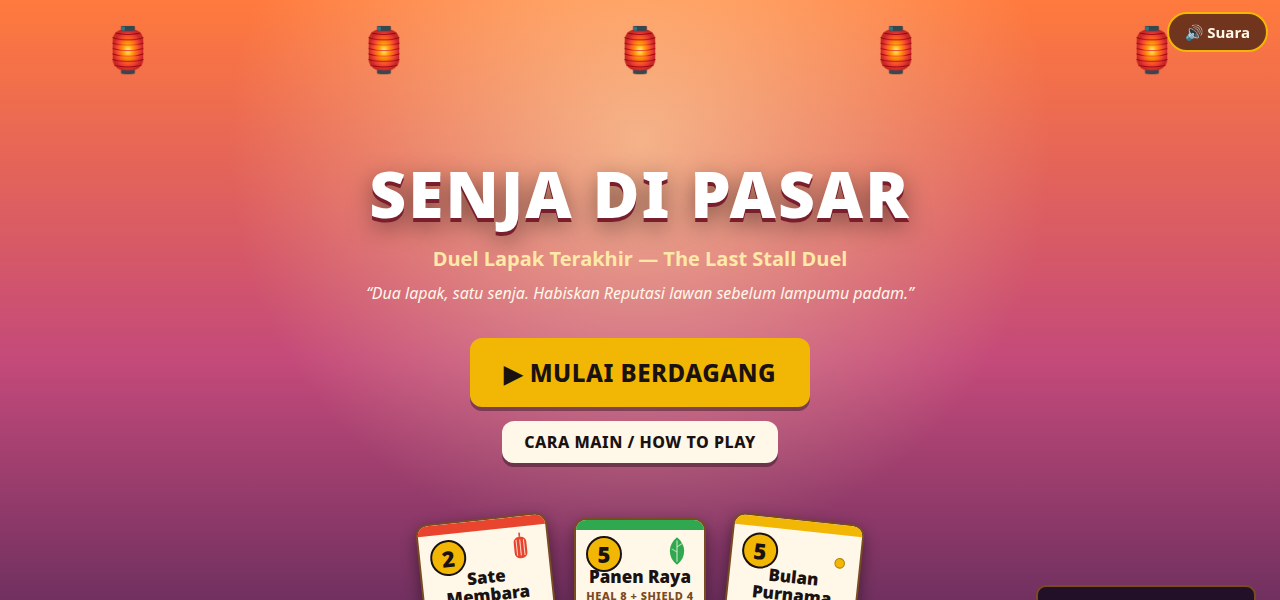 🔊 Suara
SENJA DI PASAR
Duel Lapak Terakhir — The Last Stall Duel
“Dua lapak, satu senja. Habiskan Reputasi lawan sebelum lampumu padam.”
▶ MULAI BERDAGANG
CARA MAIN / HOW TO PLAY
2
Sate
Membara
5
Panen Raya
HEAL 8 + SHIELD 4
5
Bulan
Purnama